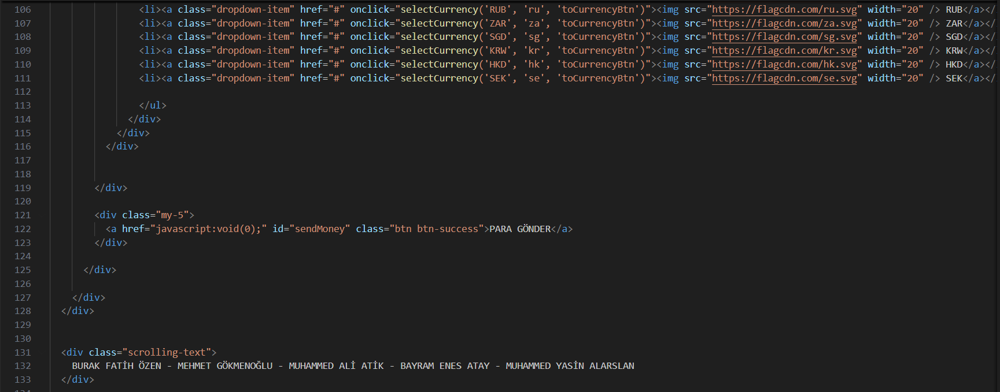 106 <li><a class="dropdown-item" href="#" onclick="selectCurrency('RUB', 'ru', 'toCurrencyBtn')"><img src="https://flagcdn.com/ru.svg" width="20" /> RUB</a></
107 <li><a class="dropdown-item" href="#" onclick="selectCurrency('ZAR', 'za', 'toCurrencyBtn')"><img src="https://flagcdn.com/za.svg" width="20" /> ZAR</a></
108 <li><a class="dropdown-item" href="#" onclick="selectCurrency('SGD', 'sg', 'toCurrencyBtn')"><img src="https://flagcdn.com/sg.svg" width="20" /> SGD</a></
109 <li><a class="dropdown-item" href="#" onclick="selectCurrency('KRW', 'kr', 'toCurrencyBtn')"><img src="https://flagcdn.com/kr.svg" width="20" /> KRW</a></
110 <li><a class="dropdown-item" href="#" onclick="selectCurrency('HKD', 'hk', 'toCurrencyBtn')"><img src="https://flagcdn.com/hk.svg" width="20" /> HKD</a></
111 <li><a class="dropdown-item" href="#" onclick="selectCurrency('SEK', 'se', 'toCurrencyBtn')"><img src="https://flagcdn.com/se.svg" width="20" /> SEK</a></
112
113 </ul>
114 </div>
115 </div>
116 </div>
117
118
119 </div>
120
121 <div class="my-5">
122 <a href="javascript:void(0);" id="sendMoney" class="btn btn-success">PARA GÖNDER</a>
123 </div>
124
125 </div>
126
127 </div>
128 </div>
129
130
131 <div class="scrolling-text">
132 BURAK FATİH ÖZEN - MEHMET GÖKMENOĞLU - MUHAMMED ALİ ATİK - BAYRAM ENES ATAY - MUHAMMED YASİN ALARSLAN
133 </div>